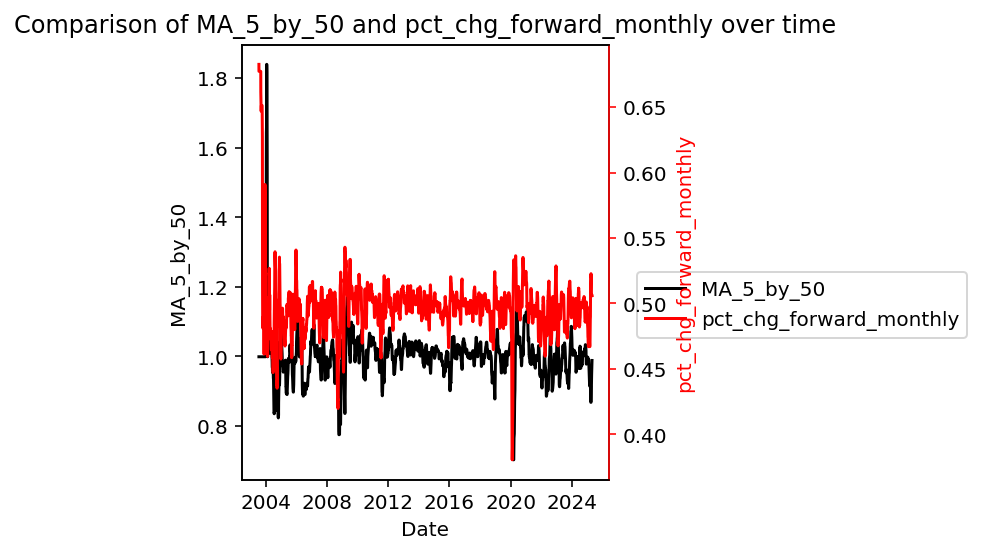 Comparison of MA_5_by_50 and pct_chg_forward_monthly over time
1.8
1.6
1.4
1.2
1.0
0.8
MA_5_by_50
0.65
0.60
0.55
0.50
0.45
0.40
pct_chg_forward_monthly
MA_5_by_50
pct_chg_forward_monthly
2004 2008 2012 2016 2020 2024
Date